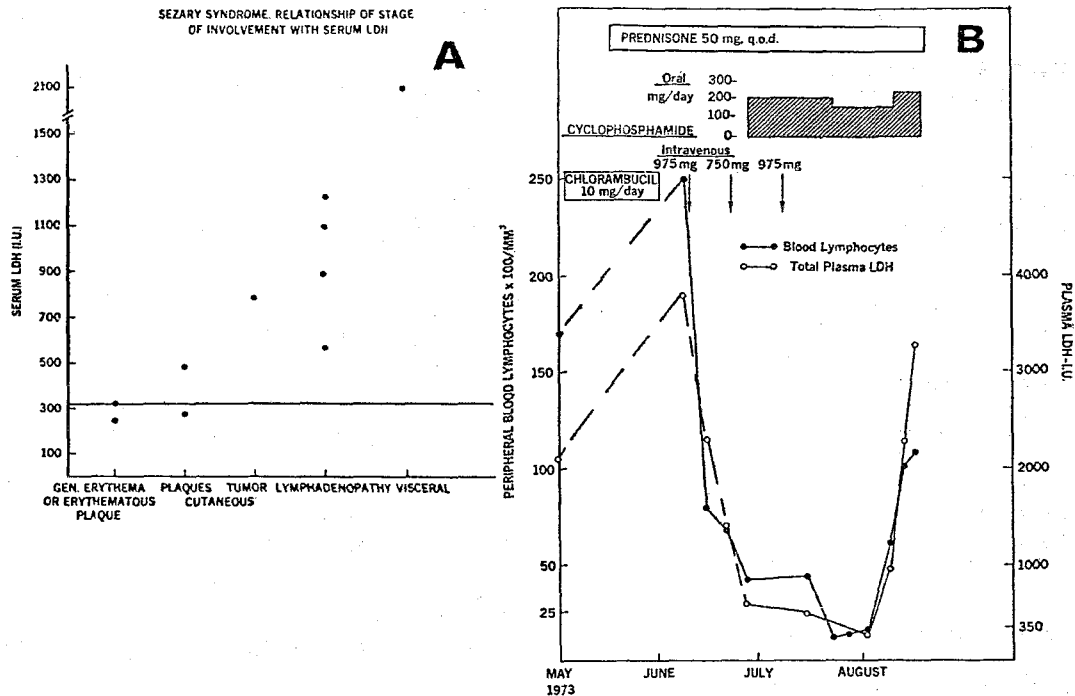 SEZARY SYNDROME. RELATIONSHIP OF STAGE
OF INVOLVEMENT WITH SERUM LDH
A
SERUM LDH (I.U.)
2100
1500
1300
1100
900
700
500
300
100
GEN. ERYTHEMA
OR ERYTHEMATOUS
PLAQUE
PLAQUES
CUTANEOUS
TUMOR
LYMPHADENOPATHY
VISCERAL
B
PREDNISONE 50 mg, q.o.d.
Oral
mg/day
300
200
100
0
CYCLOPHOSPHAMIDE
Intravenous
975mg 750mg 975mg
CHLORAMBUCIL
10 mg/day
Blood Lymphocytes
Total Plasma LDH
PERIPHERAL BLOOD LYMPHOCYTES x 100/MM³
250
200
150
100
50
25
PLASMA LDH-I.U.
4000
3000
2000
1000
350
MAY
1973
JUNE
JULY
AUGUST